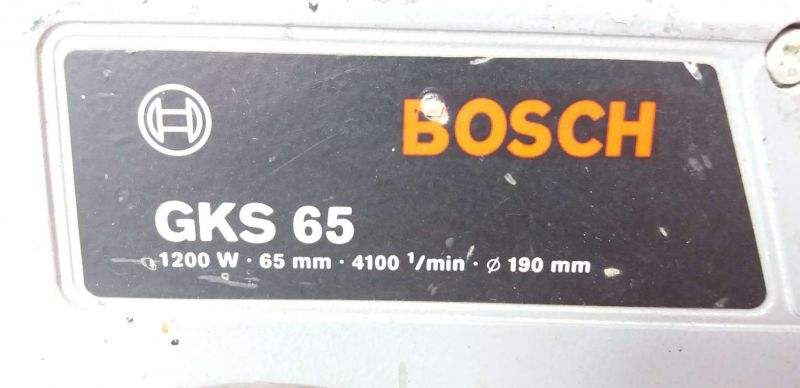 BOSCH
GKS 65
1200 W · 65 mm · 4100 ¹/min · ⌀ 190 mm